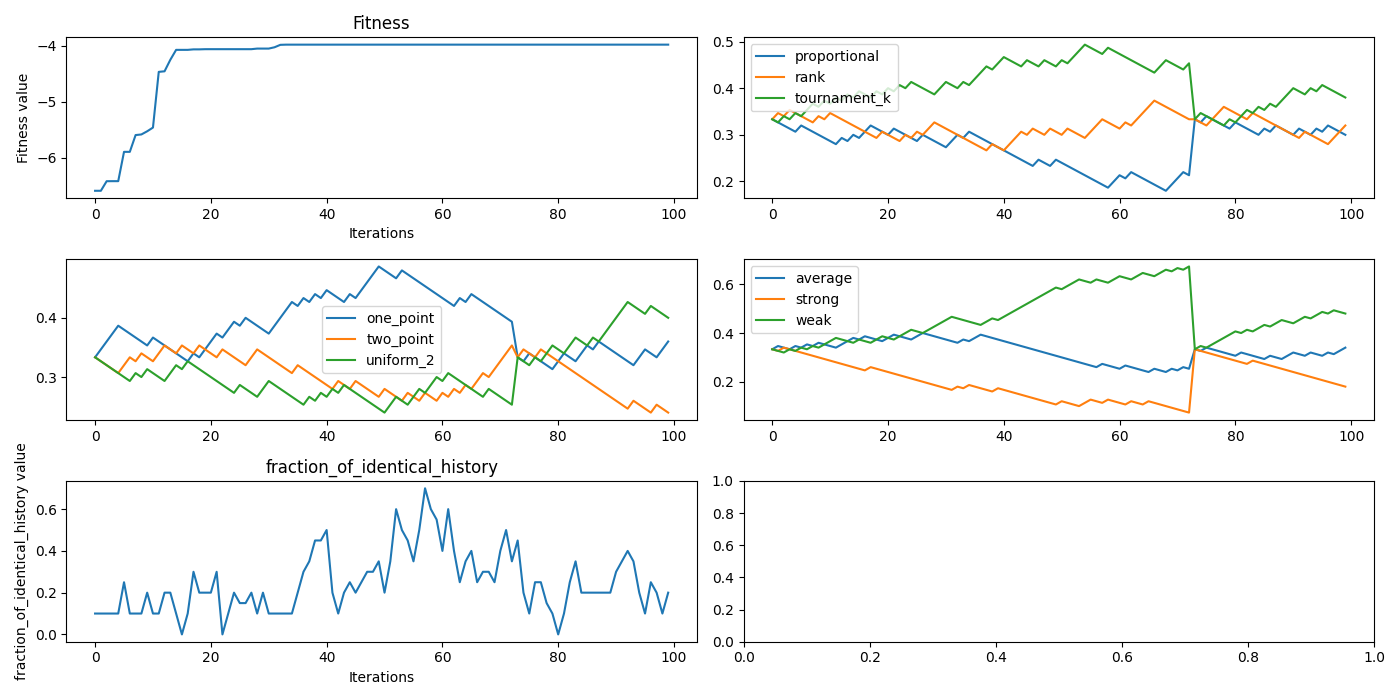 Fitness
Fitness value
−4
−5
−6
0 20 40 60 80 100
Iterations
0.5
0.4
0.3
0.2
proportional
rank
tournament_k
0 20 40 60 80 100
0.4
0.3
one_point
two_point
uniform_2
0 20 40 60 80 100
0.6
0.4
0.2
average
strong
weak
0 20 40 60 80 100
fraction_of_identical_history
fraction_of_identical_history value
0.6
0.4
0.2
0.0
0 20 40 60 80 100
Iterations
1.0
0.8
0.6
0.4
0.2
0.0
0.0 0.2 0.4 0.6 0.8 1.0